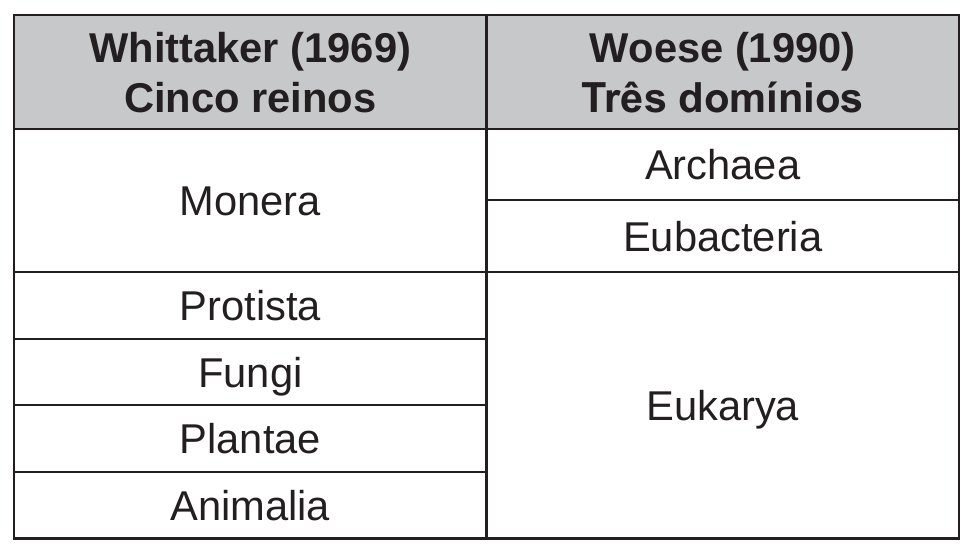 Whittaker (1969)
Cinco reinos
Woese (1990)
Três domínios
Monera
Archaea
Eubacteria
Protista
Fungi
Plantae
Animalia
Eukarya